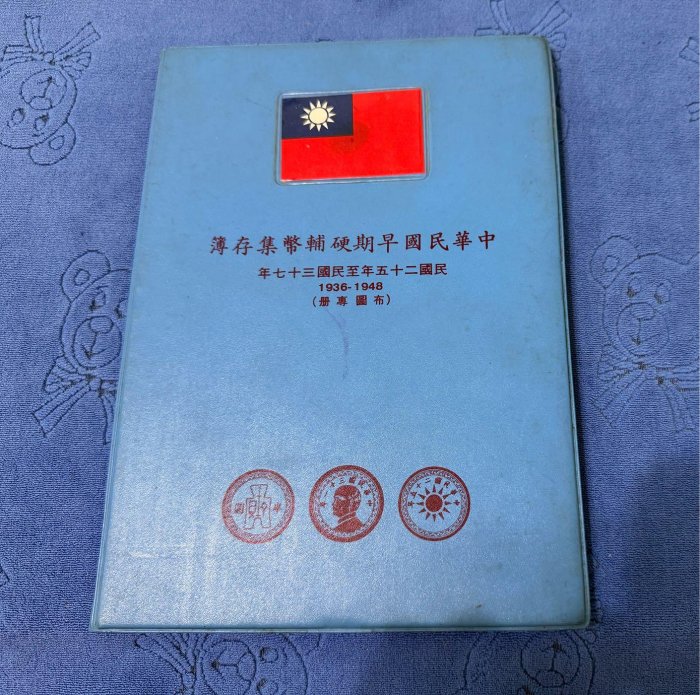 中華民國早期硬輔幣集存簿
民國二十五年至民國三十七年
1936-1948
(布圖專冊)